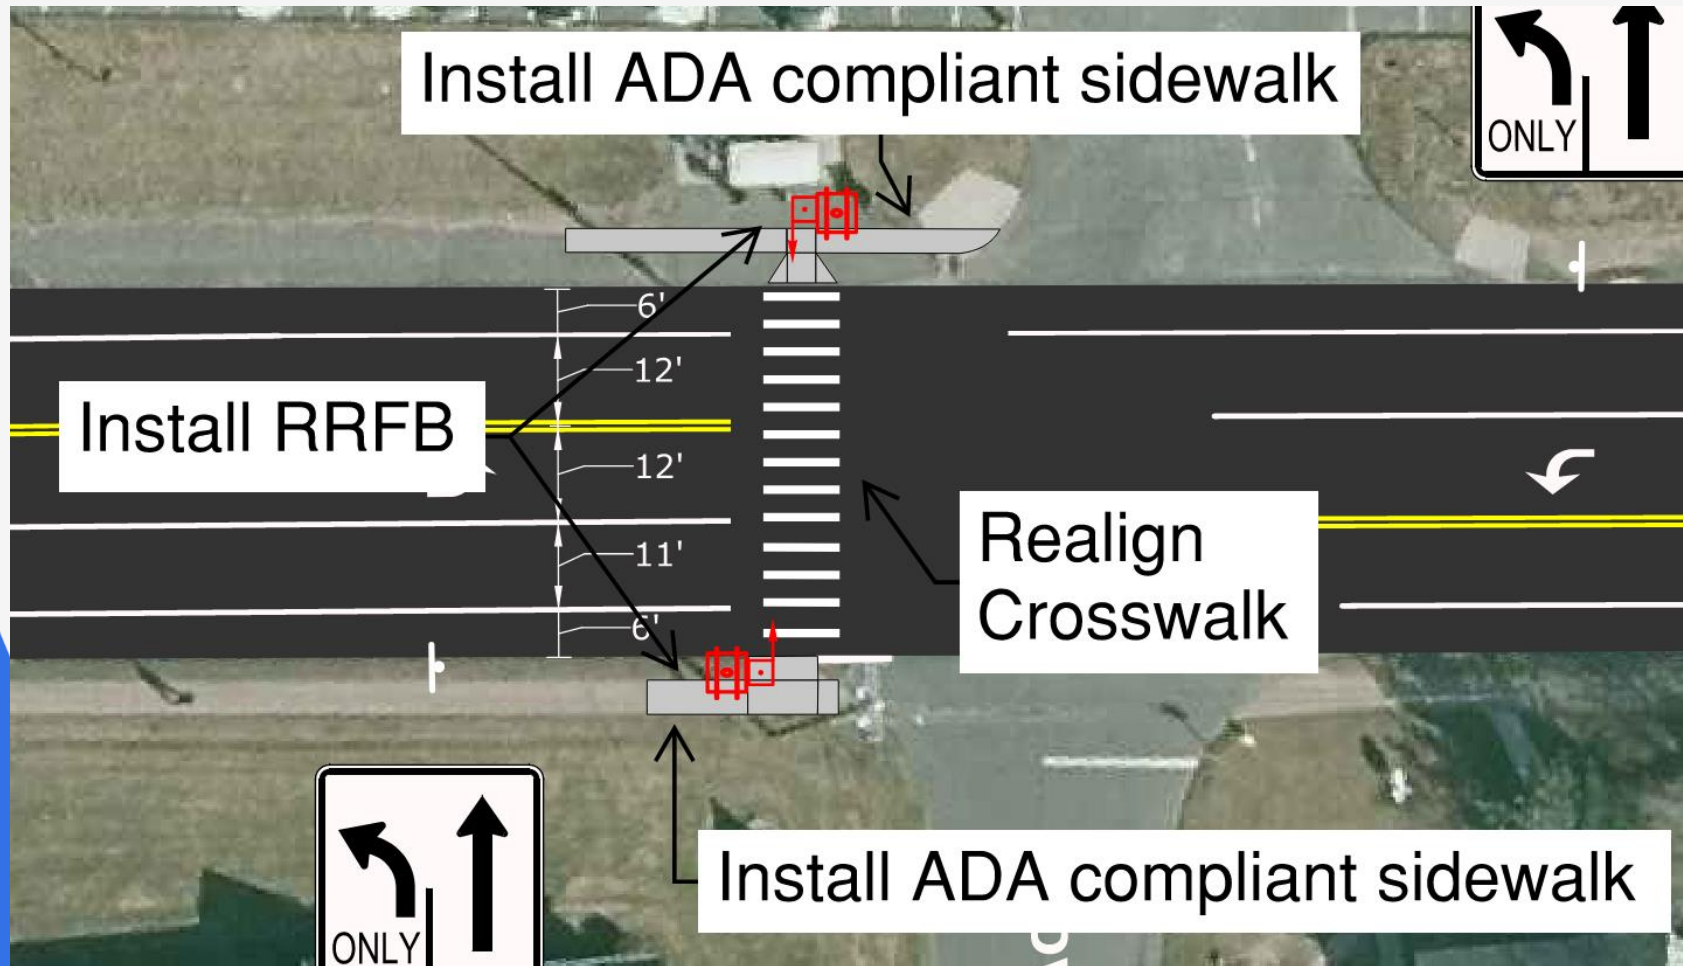 Install ADA compliant sidewalk
ONLY
6'
12'
Install RRFB
12'
11'
Realign
Crosswalk
6'
Install ADA compliant sidewalk
ONLY